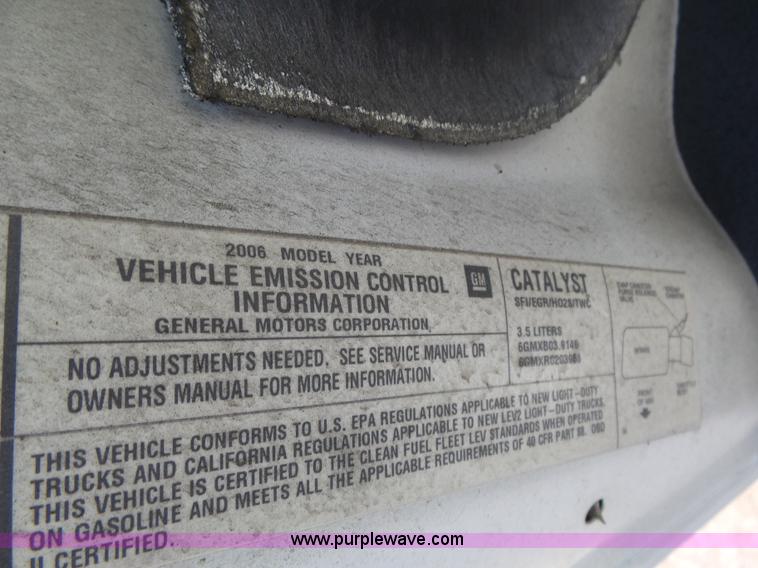 2006 MODEL YEAR
VEHICLE EMISSION CONTROL
INFORMATION
GENERAL MOTORS CORPORATION
GM
CATALYST
SFI/EGR/HO2S/TWC
3.5 LITERS
NO ADJUSTMENTS NEEDED. SEE SERVICE MANUAL OR
OWNERS MANUAL FOR MORE INFORMATION.
THIS VEHICLE CONFORMS TO U.S. EPA REGULATIONS APPLICABLE TO NEW LIGHT-DUTY
TRUCKS AND CALIFORNIA REGULATIONS APPLICABLE TO NEW LEV2 LIGHT-DUTY TRUCKS.
THIS VEHICLE IS CERTIFIED TO THE CLEAN FUEL FLEET LEV STANDARDS WHEN OPERATED
ON GASOLINE AND MEETS ALL THE APPLICABLE REQUIREMENTS OF 40 CFR PART 88. OBD
II CERTIFIED.
FRONT
OF VEH
www.purplewave.com